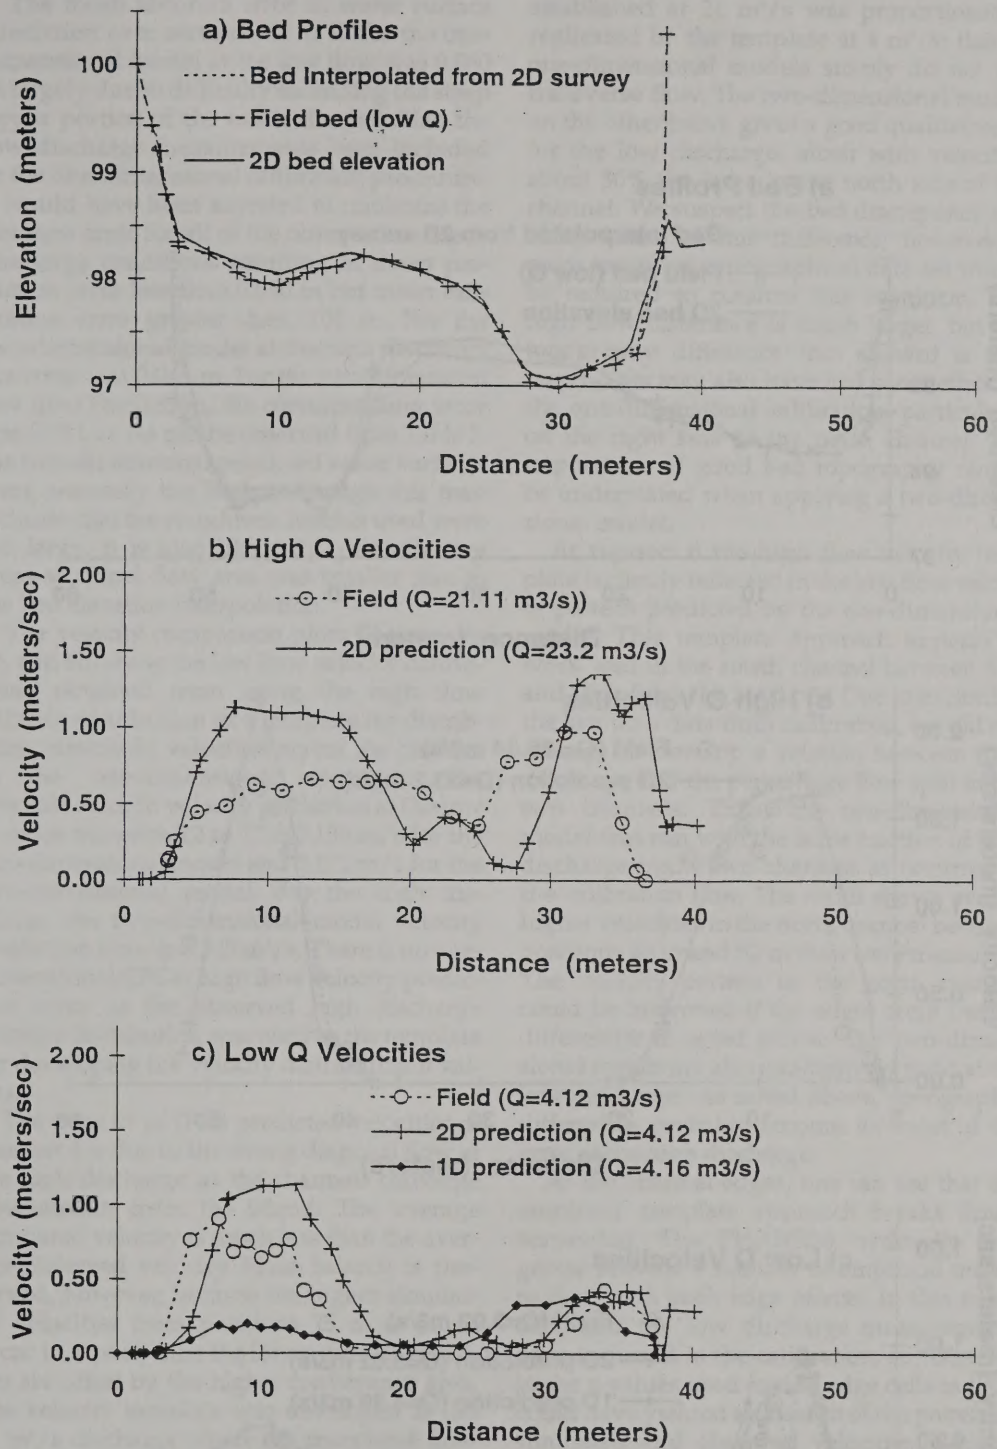 a) Bed Profiles
Bed Interpolated from 2D survey
Field bed (low Q)
2D bed elevation
Elevation (meters)
100
99
98
97
0
10
20
30
40
50
60
Distance (meters)
b) High Q Velocities
Field (Q=21.11 m3/s))
2D prediction (Q=23.2 m3/s)
Velocity (meters/sec)
2.00
1.50
1.00
0.50
0.00
0
10
20
30
40
50
60
Distance (meters)
c) Low Q Velocities
Field (Q=4.12 m3/s)
2D prediction (Q=4.12 m3/s)
1D prediction (Q=4.16 m3/s)
Velocity (meters/sec)
2.00
1.50
1.00
0.50
0.00
0
10
20
30
40
50
60
Distance (meters)